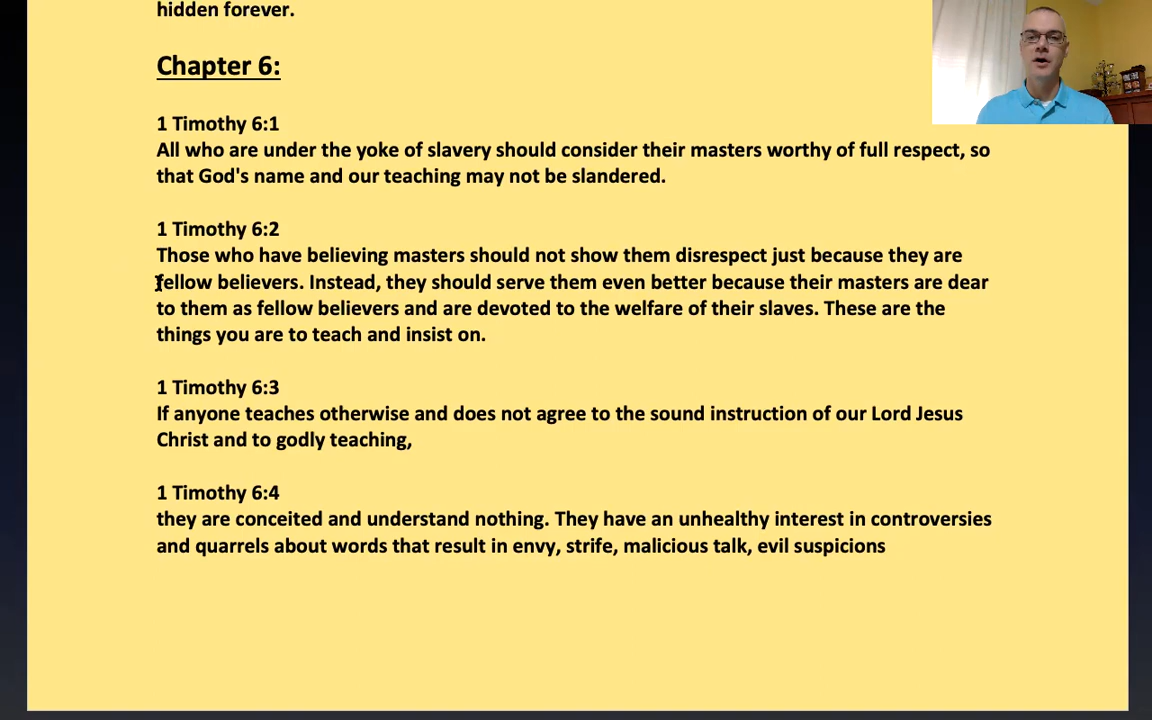 hidden forever.
Chapter 6:
1 Timothy 6:1
All who are under the yoke of slavery should consider their masters worthy of full respect, so
that God's name and our teaching may not be slandered.
1 Timothy 6:2
Those who have believing masters should not show them disrespect just because they are
fellow believers. Instead, they should serve them even better because their masters are dear
to them as fellow believers and are devoted to the welfare of their slaves. These are the
things you are to teach and insist on.
1 Timothy 6:3
If anyone teaches otherwise and does not agree to the sound instruction of our Lord Jesus
Christ and to godly teaching,
1 Timothy 6:4
they are conceited and understand nothing. They have an unhealthy interest in controversies
and quarrels about words that result in envy, strife, malicious talk, evil suspicions